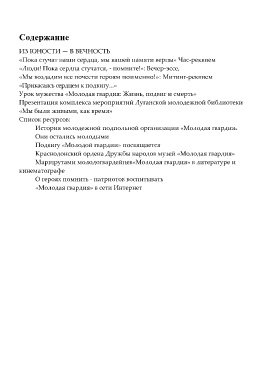 Содержание
ИЗ ЮНОСТИ — В ВЕЧНОСТЬ
«Пока стучат наши сердца, мы вашей памяти верны» Час-реквием
«Люди! Пока сердца стучатся, - помните!»: Вечер-эссе.
«Мы воздадим все почести героям поименно!»: Митинг-реквием
«Прикасаясь сердцем к подвигу...»
Урок мужества «Молодая гвардия: Жизнь, подвиг и смерть»
Презентация комплекса мероприятий Луганской молодежной библиотеки
«Мы были живыми, как время»
Список ресурсов:
История молодежной подпольной организации «Молодая гвардия»
Они остались молодыми
Подвигу «Молодой гвардии» посвящается
Краснодонский ордена Дружбы народов музей «Молодая гвардия»
Маршрутами молодогвардейцев«Молодая гвардия» в литературе и
кинематографе
О героях помнить - патриотов воспитывать
«Молодая гвардия» в сети Интернет